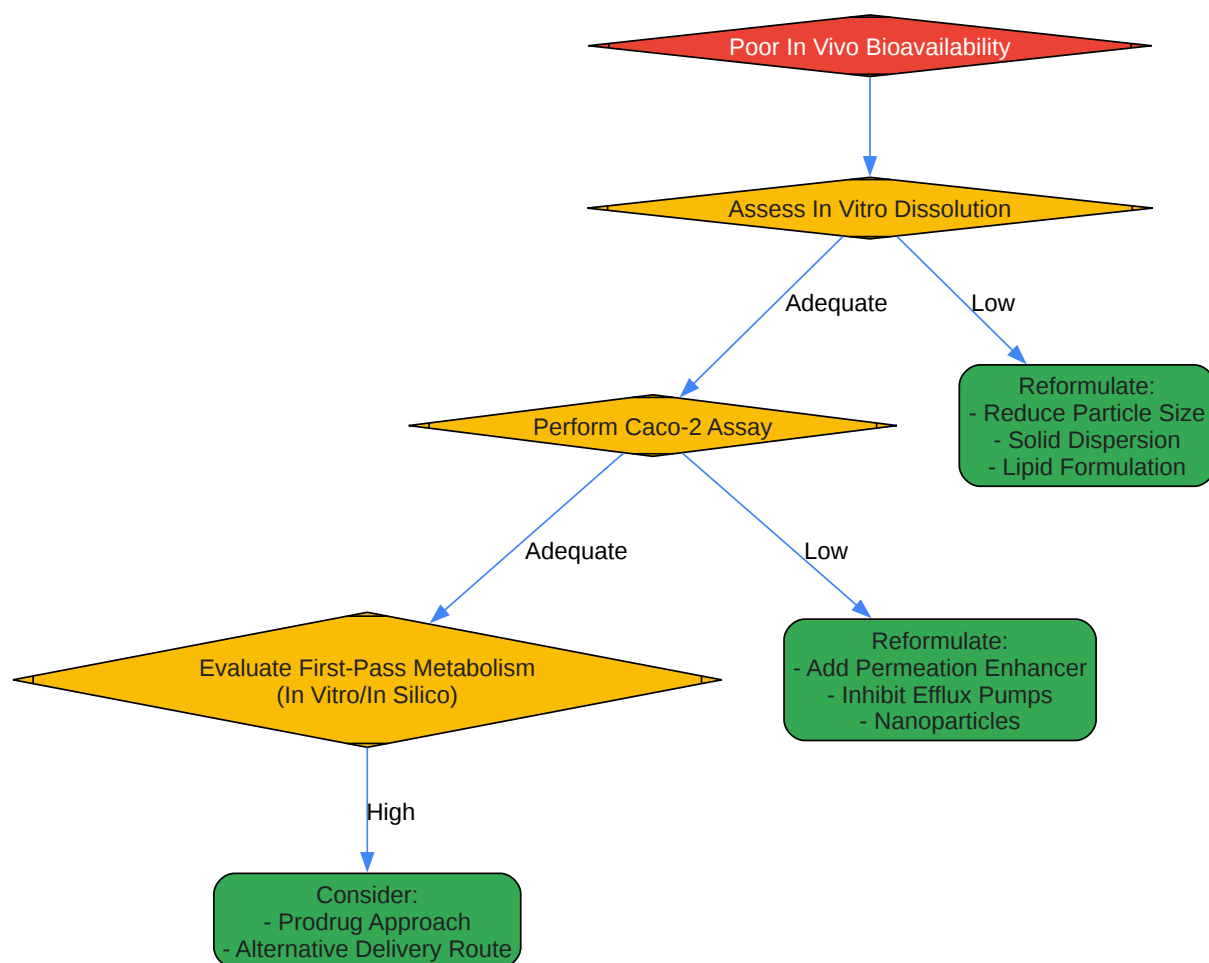 Poor In Vivo Bioavailability
Assess In Vitro Dissolution
Adequate
Low
Reformulate:
- Reduce Particle Size
- Solid Dispersion
- Lipid Formulation
Perform Caco-2 Assay
Adequate
Low
Reformulate:
- Add Permeation Enhancer
- Inhibit Efflux Pumps
- Nanoparticles
Evaluate First-Pass Metabolism
(In Vitro/In Silico)
High
Consider:
- Prodrug Approach
- Alternative Delivery Route